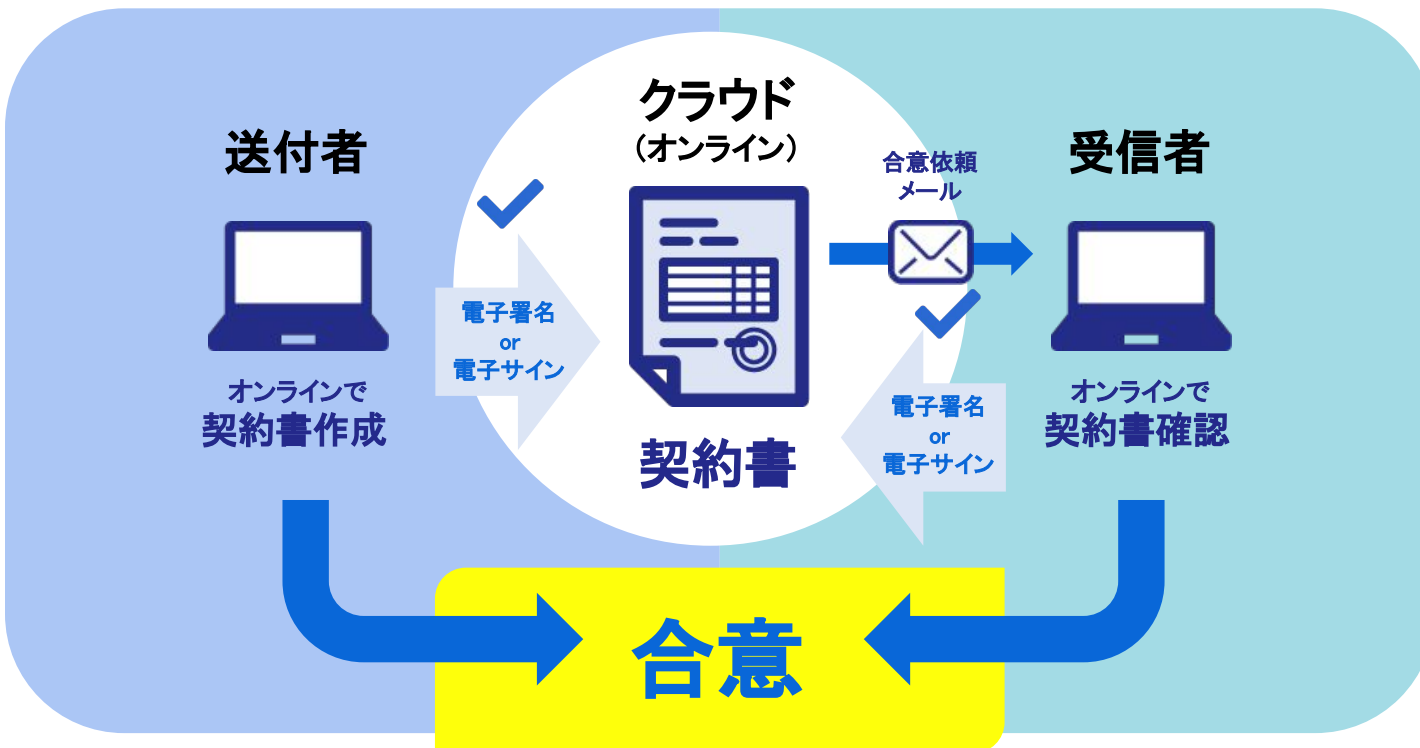 送付者
オンラインで
契約書作成
電子署名
or
電子サイン
クラウド
（オンライン）
契約書
合意依頼
メール
電子署名
or
電子サイン
受信者
オンラインで
契約書確認
合意